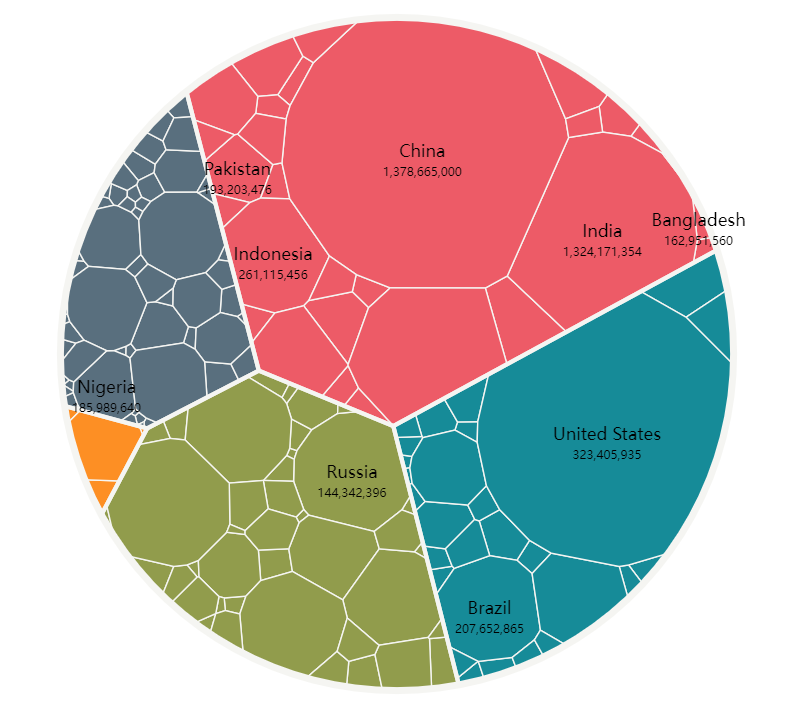 China
1,378,665,000
Pakistan
193,203,476
Bangladesh
162,951,560
India
1,324,171,354
Indonesia
261,115,456
Nigeria
185,989,640
United States
323,405,935
Russia
144,342,396
Brazil
207,652,865